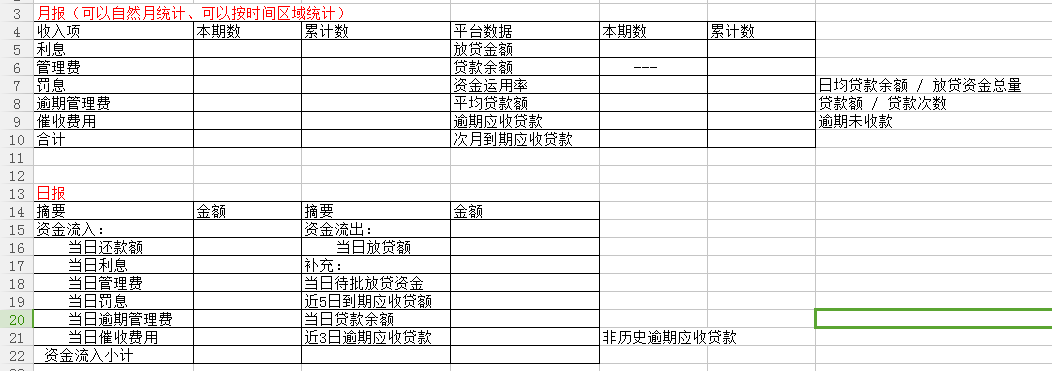 3 月报（可以自然月统计、可以按时间区域统计）
4 收入项 本期数 累计数 平台数据 本期数 累计数
5 利息 放贷金额
6 管理费 贷款余额 ---
7 罚息 资金运用率 日均贷款余额 / 放贷资金总量
8 逾期管理费 平均贷款额 贷款额 / 贷款次数
9 催收费用 逾期应收贷款 逾期未收款
10 合计 次月到期应收贷款
11
12
13 日报
14 摘要 金额 摘要 金额
15 资金流入: 资金流出:
16 当日还款额 当日放贷额
17 当日利息 补充:
18 当日管理费 当日待批放贷资金
19 当日罚息 近5日到期应收贷额
20 当日逾期管理费 当日贷款余额
21 当日催收费用 近3日逾期应收贷款 非历史逾期应收贷款
22 资金流入小计